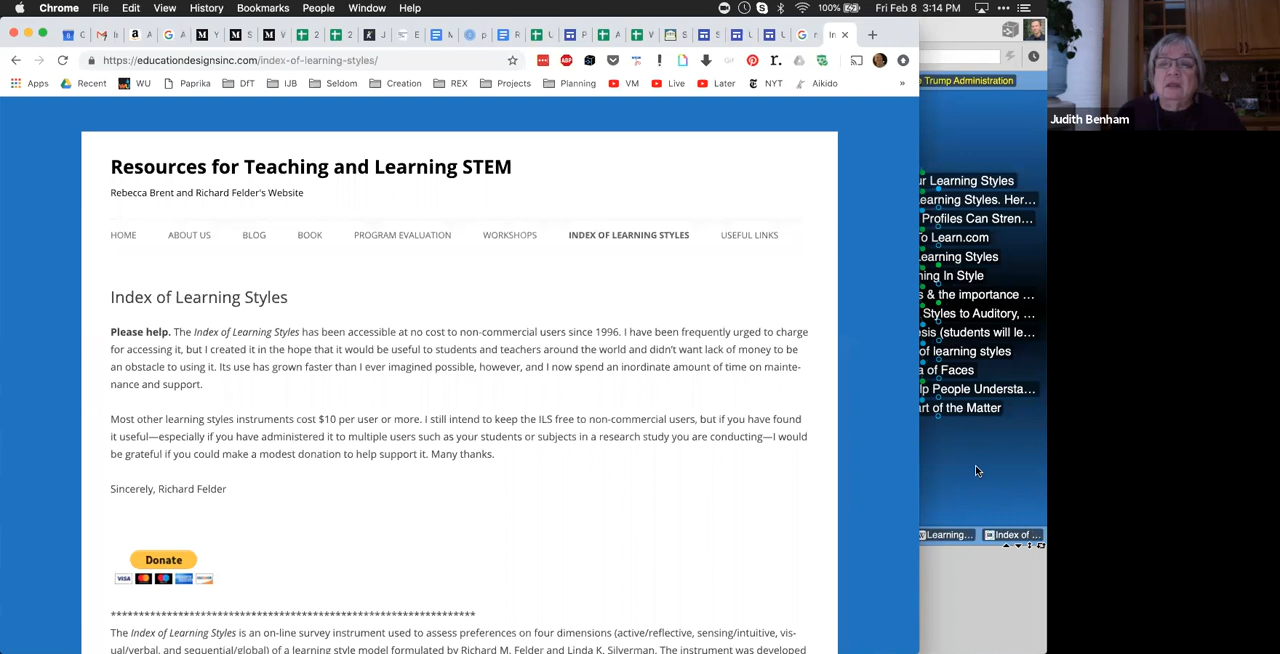 Chrome File Edit View History Bookmarks People Window Help 100% Fri Feb 8 3:14 PM
https://educationdesignsinc.com/index-of-learning-styles/
Apps Recent WU Paprika DfT IJB Seldom Creation REX Projects Planning VM Live Later NYT Aikido »
Trump Administration
Judith Benham
Resources for Teaching and Learning STEM
Rebecca Brent and Richard Felder's Website
HOME ABOUT US BLOG BOOK PROGRAM EVALUATION WORKSHOPS INDEX OF LEARNING STYLES USEFUL LINKS
Index of Learning Styles
Please help. The Index of Learning Styles has been accessible at no cost to non-commercial users since 1996. I have been frequently urged to charge
for accessing it, but I created it in the hope that it would be useful to students and teachers around the world and didn't want lack of money to be
an obstacle to using it. Its use has grown faster than I ever imagined possible, however, and I now spend an inordinate amount of time on mainte-
nance and support.
Most other learning styles instruments cost $10 per user or more. I still intend to keep the ILS free to non-commercial users, but if you have found
it useful—especially if you have administered it to multiple users such as your students or subjects in a research study you are conducting—I would
be grateful if you could make a modest donation to help support it. Many thanks.
Sincerely, Richard Felder
Donate
VISA
*******************************************************************
The Index of Learning Styles is an on-line survey instrument used to assess preferences on four dimensions (active/reflective, sensing/intuitive, vis-
ual/verbal, and sequential/global) of a learning style model formulated by Richard M. Felder and Linda K. Silverman. The instrument was developed
ur Learning Styles
earning Styles. Her...
Profiles Can Stren...
To Learn.com
earning Styles
ning In Style
s & the importance ...
Styles to Auditory, ...
esis (students will le...
of learning styles
a of Faces
lp People Understa...
art of the Matter
Learning... Index of ...